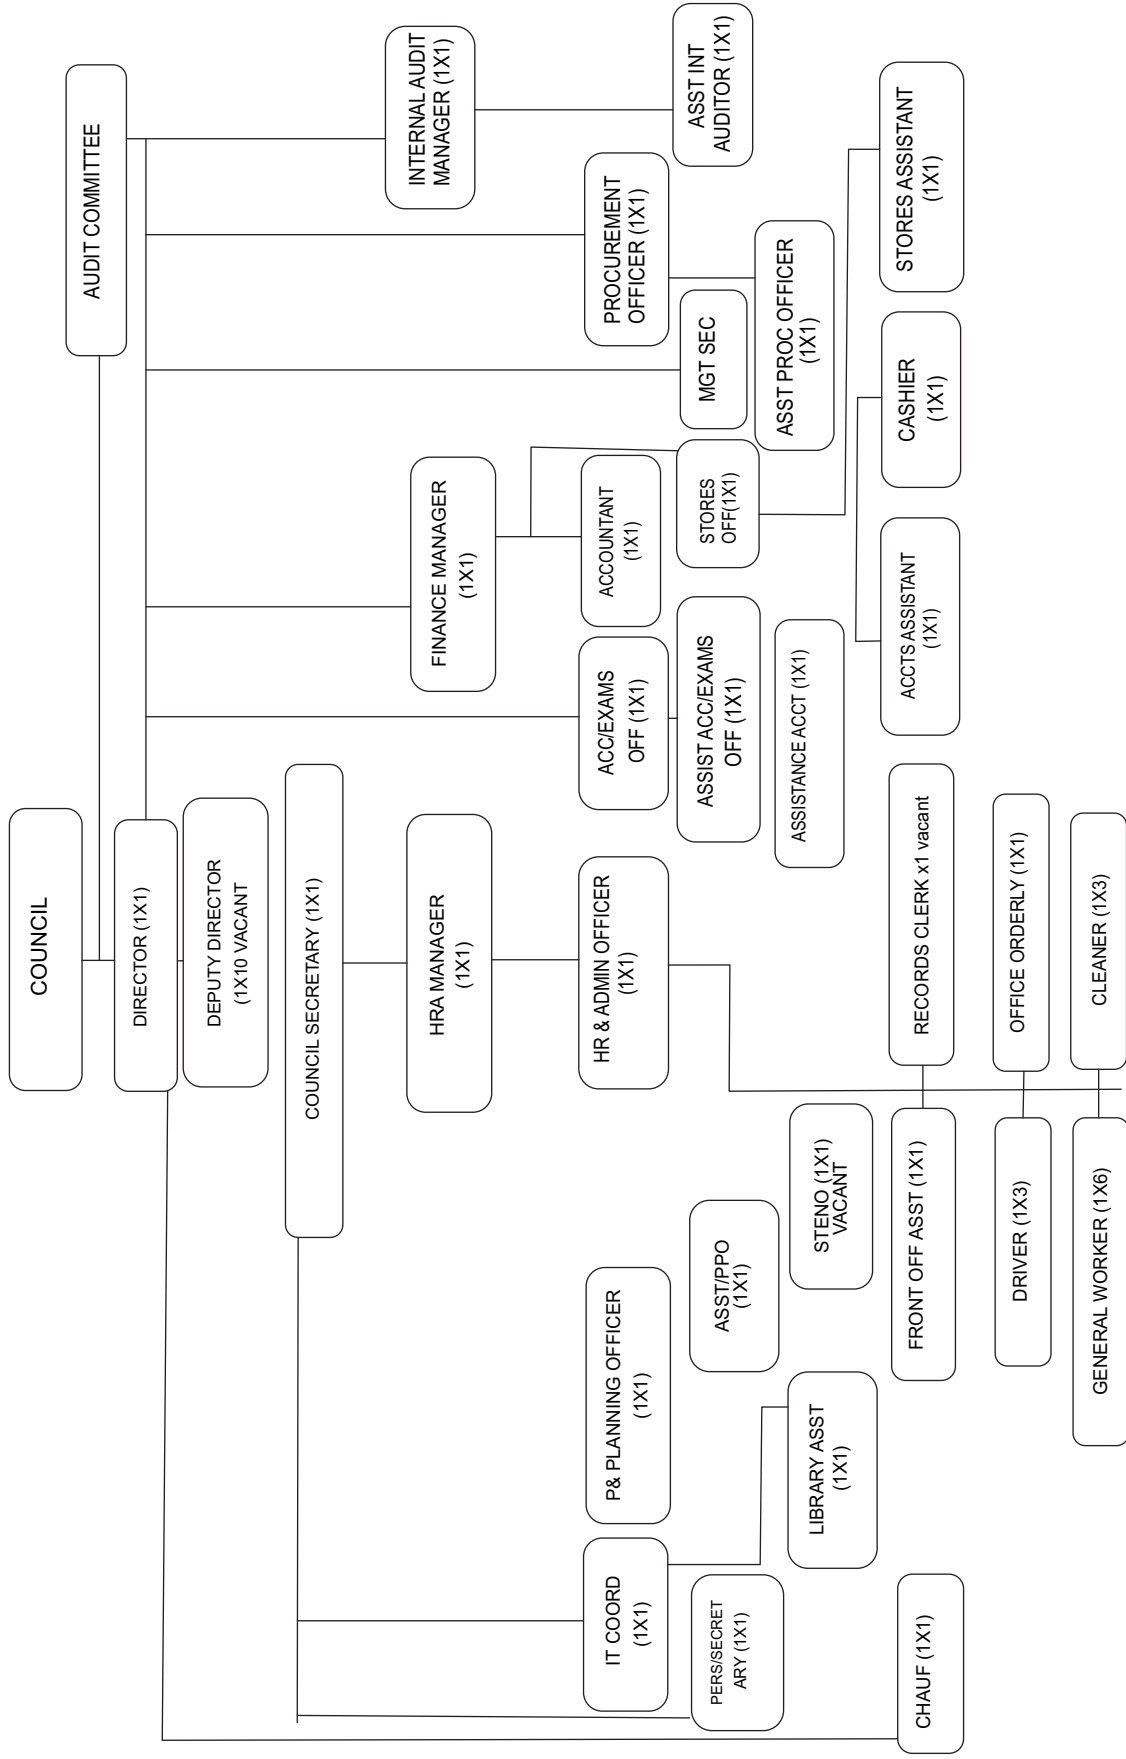 COUNCIL
AUDIT COMMITTEE
DIRECTOR (1X1)
DEPUTY DIRECTOR
(1X10 VACANT
COUNCIL SECRETARY (1X1)
HRA MANAGER
(1X1)
FINANCE MANAGER
(1X1)
INTERNAL AUDIT
MANAGER (1X1)
IT COORD
(1X1)
P& PLANNING OFFICER
(1X1)
HR & ADMIN OFFICER
(1X1)
ACC/EXAMS
OFF (1X1)
ACCOUNTANT
(1X1)
PROCUREMENT
OFFICER (1X1)
PERS/SECRET
ARY (1X1)
ASST/PPO
(1X1)
ASSIST ACC/EXAMS
OFF (1X1)
STORES
OFF(1X1)
MGT SEC
ASST INT
AUDITOR (1X1)
LIBRARY ASST
(1X1)
STENO (1X1)
VACANT
ASSISTANCE ACCT (1X1)
ASST PROC OFFICER
(1X1)
CHAUF (1X1)
FRONT OFF ASST (1X1)
RECORDS CLERK x1 vacant
ACCTS ASSISTANT
(1X1)
CASHIER
(1X1)
STORES ASSISTANT
(1X1)
DRIVER (1X3)
OFFICE ORDERLY (1X1)
GENERAL WORKER (1X6)
CLEANER (1X3)